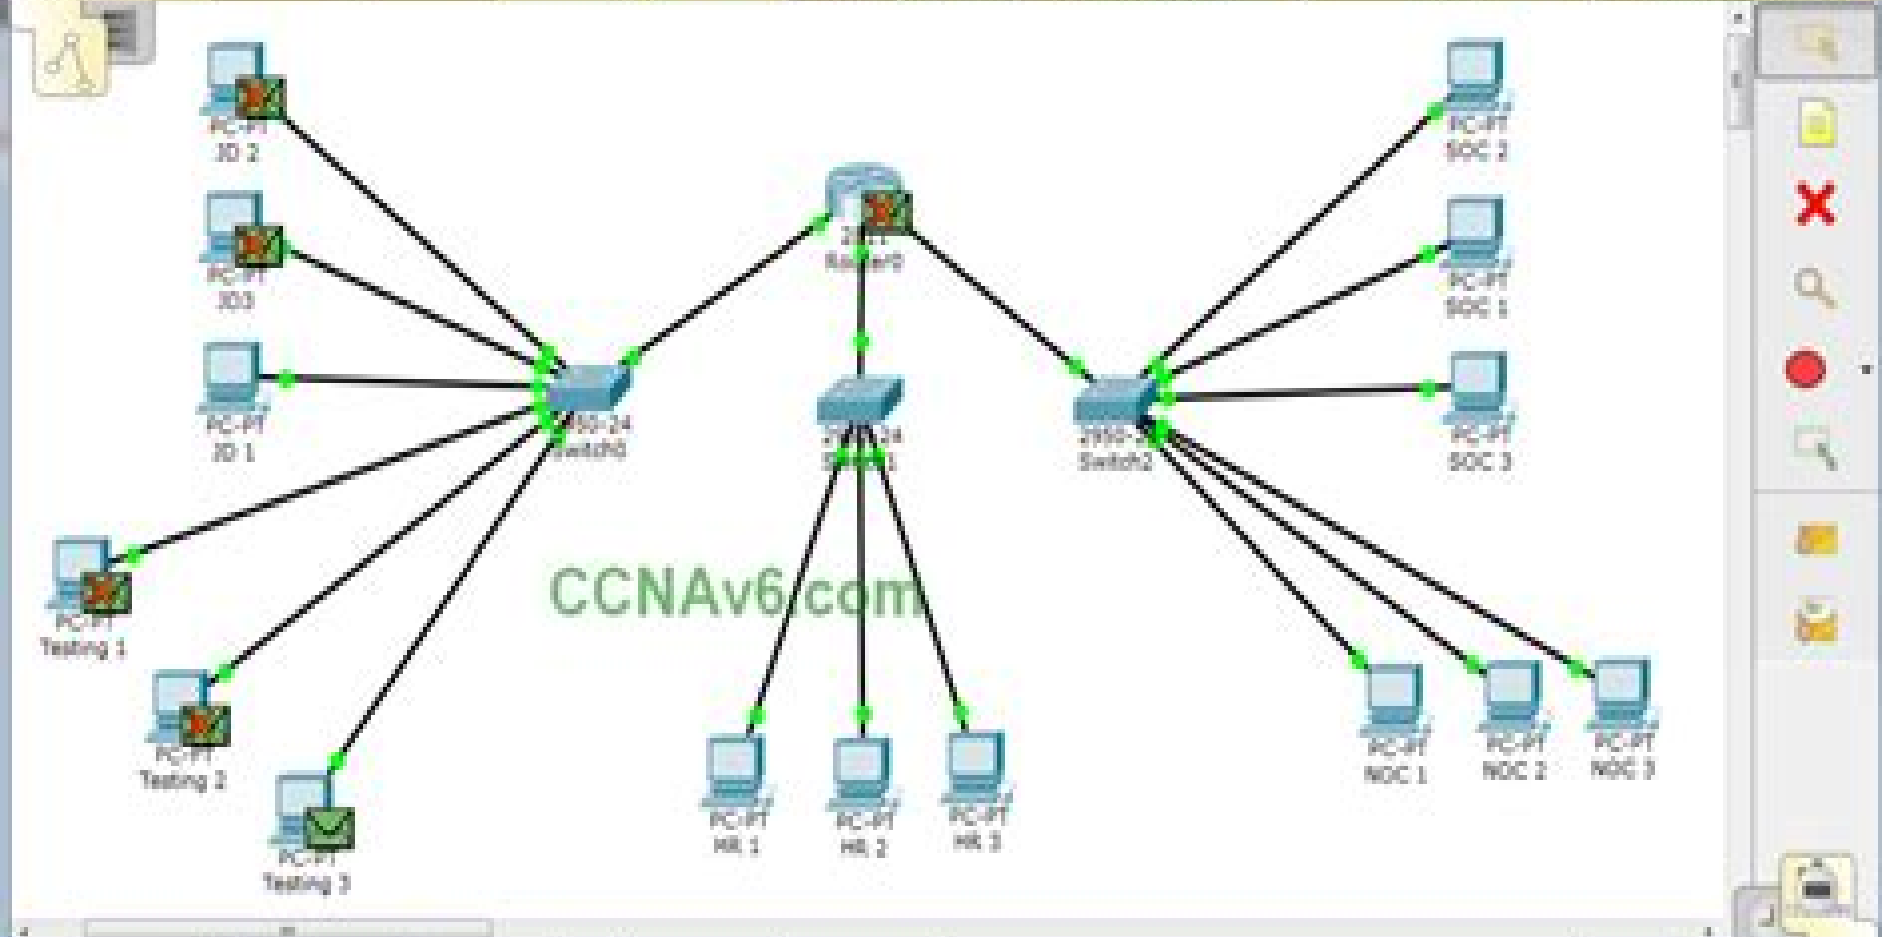 PC-PT
JD 2
PC-PT
JD3
PC-PT
JD 1
PC-PT
Testing 1
PC-PT
Testing 2
PC-PT
Testing 3
Router0
2950-24
Switch0
Switch2
CCNAv6.com
PC-PT
HR 1
PC-PT
HR 2
PC-PT
HR 3
PC-PT
SOC 2
PC-PT
SOC 1
PC-PT
SOC 3
PC-PT
NOC 1
PC-PT
NOC 2
PC-PT
NOC 3